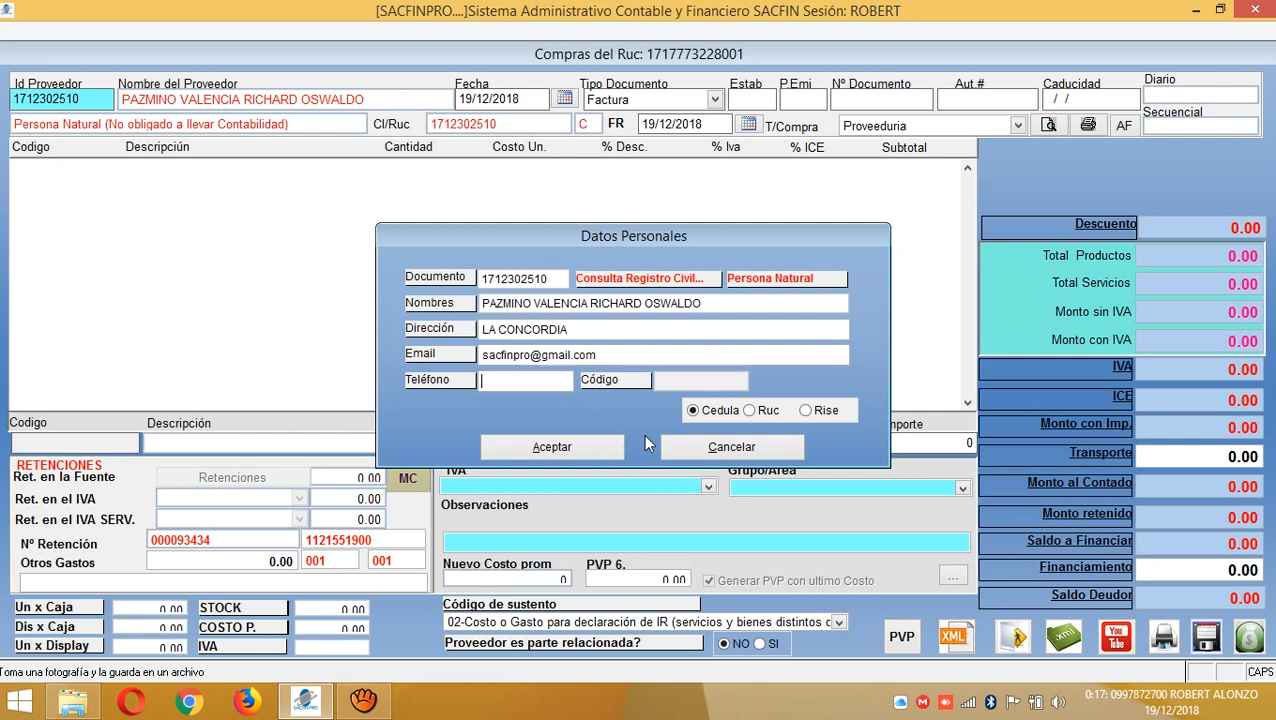 [SACFINPRO....]Sistema Administrativo Contable y Financiero SACFIN Sesión: ROBERT
Compras del Ruc: 1717773228001
Id Proveedor Nombre del Proveedor Fecha Tipo Documento Estab P.Emi Nº Documento Aut.# Caducidad Diario
1712302510 PAZMINO VALENCIA RICHARD OSWALDO 19/12/2018 Factura / /
Secuencial
Persona Natural (No obligado a llevar Contabilidad) CI/Ruc 1712302510 C FR 19/12/2018 T/Compra Proveeduria AF
Codigo Descripciún Cantidad Costo Un. % Desc. % Iva % ICE Subtotal
Descuento 0.00
Total Productos 0.00
Total Servicios 0.00
Monto sin IVA 0.00
Monto con IVA 0.00
IVA 0.00
ICE 0.00
Monto con Imp. 0.00
Transporte 0.00
Monto al Contado 0.00
Monto retenido 0.00
Saldo a Financiar 0.00
Financiamiento 0.00
Saldo Deudor 0.00
Datos Personales
Documento 1712302510 Consulta Registro Civil... Persona Natural
Nombres PAZMINO VALENCIA RICHARD OSWALDO
Dirección LA CONCORDIA
Email sacfinpro@gmail.com
Teléfono Código
Cedula Ruc Rise
Aceptar Cancelar
Codigo Descripción porte
0
RETENCIONES
Ret. en la Fuente Retenciones 0.00 MC
Ret. en el IVA 0.00
Ret. en el IVA SERV. 0.00
Nº Retención 000093434 1121551900
Otros Gastos 0.00 001 001
IVA Grupo/Area
Observaciones
Nuevo Costo prom PVP 6.
0 0.00 Generar PVP con ultimo Costo ...
Código de sustento
02-Costo o Gasto para declaración de IR (servicios y bienes distintos c
Proveedor es parte relacionada? NO SI
Un x Caja 0.00 STOCK 0.00
Dis x Caja 0.00 COSTO P. 0.00
Un x Display 0.00 IVA
PVP XML You Tube
Toma una fotografía y la guarda en un archivo CAPS
0:17: 0997872700 ROBERT ALONZO
19/12/2018